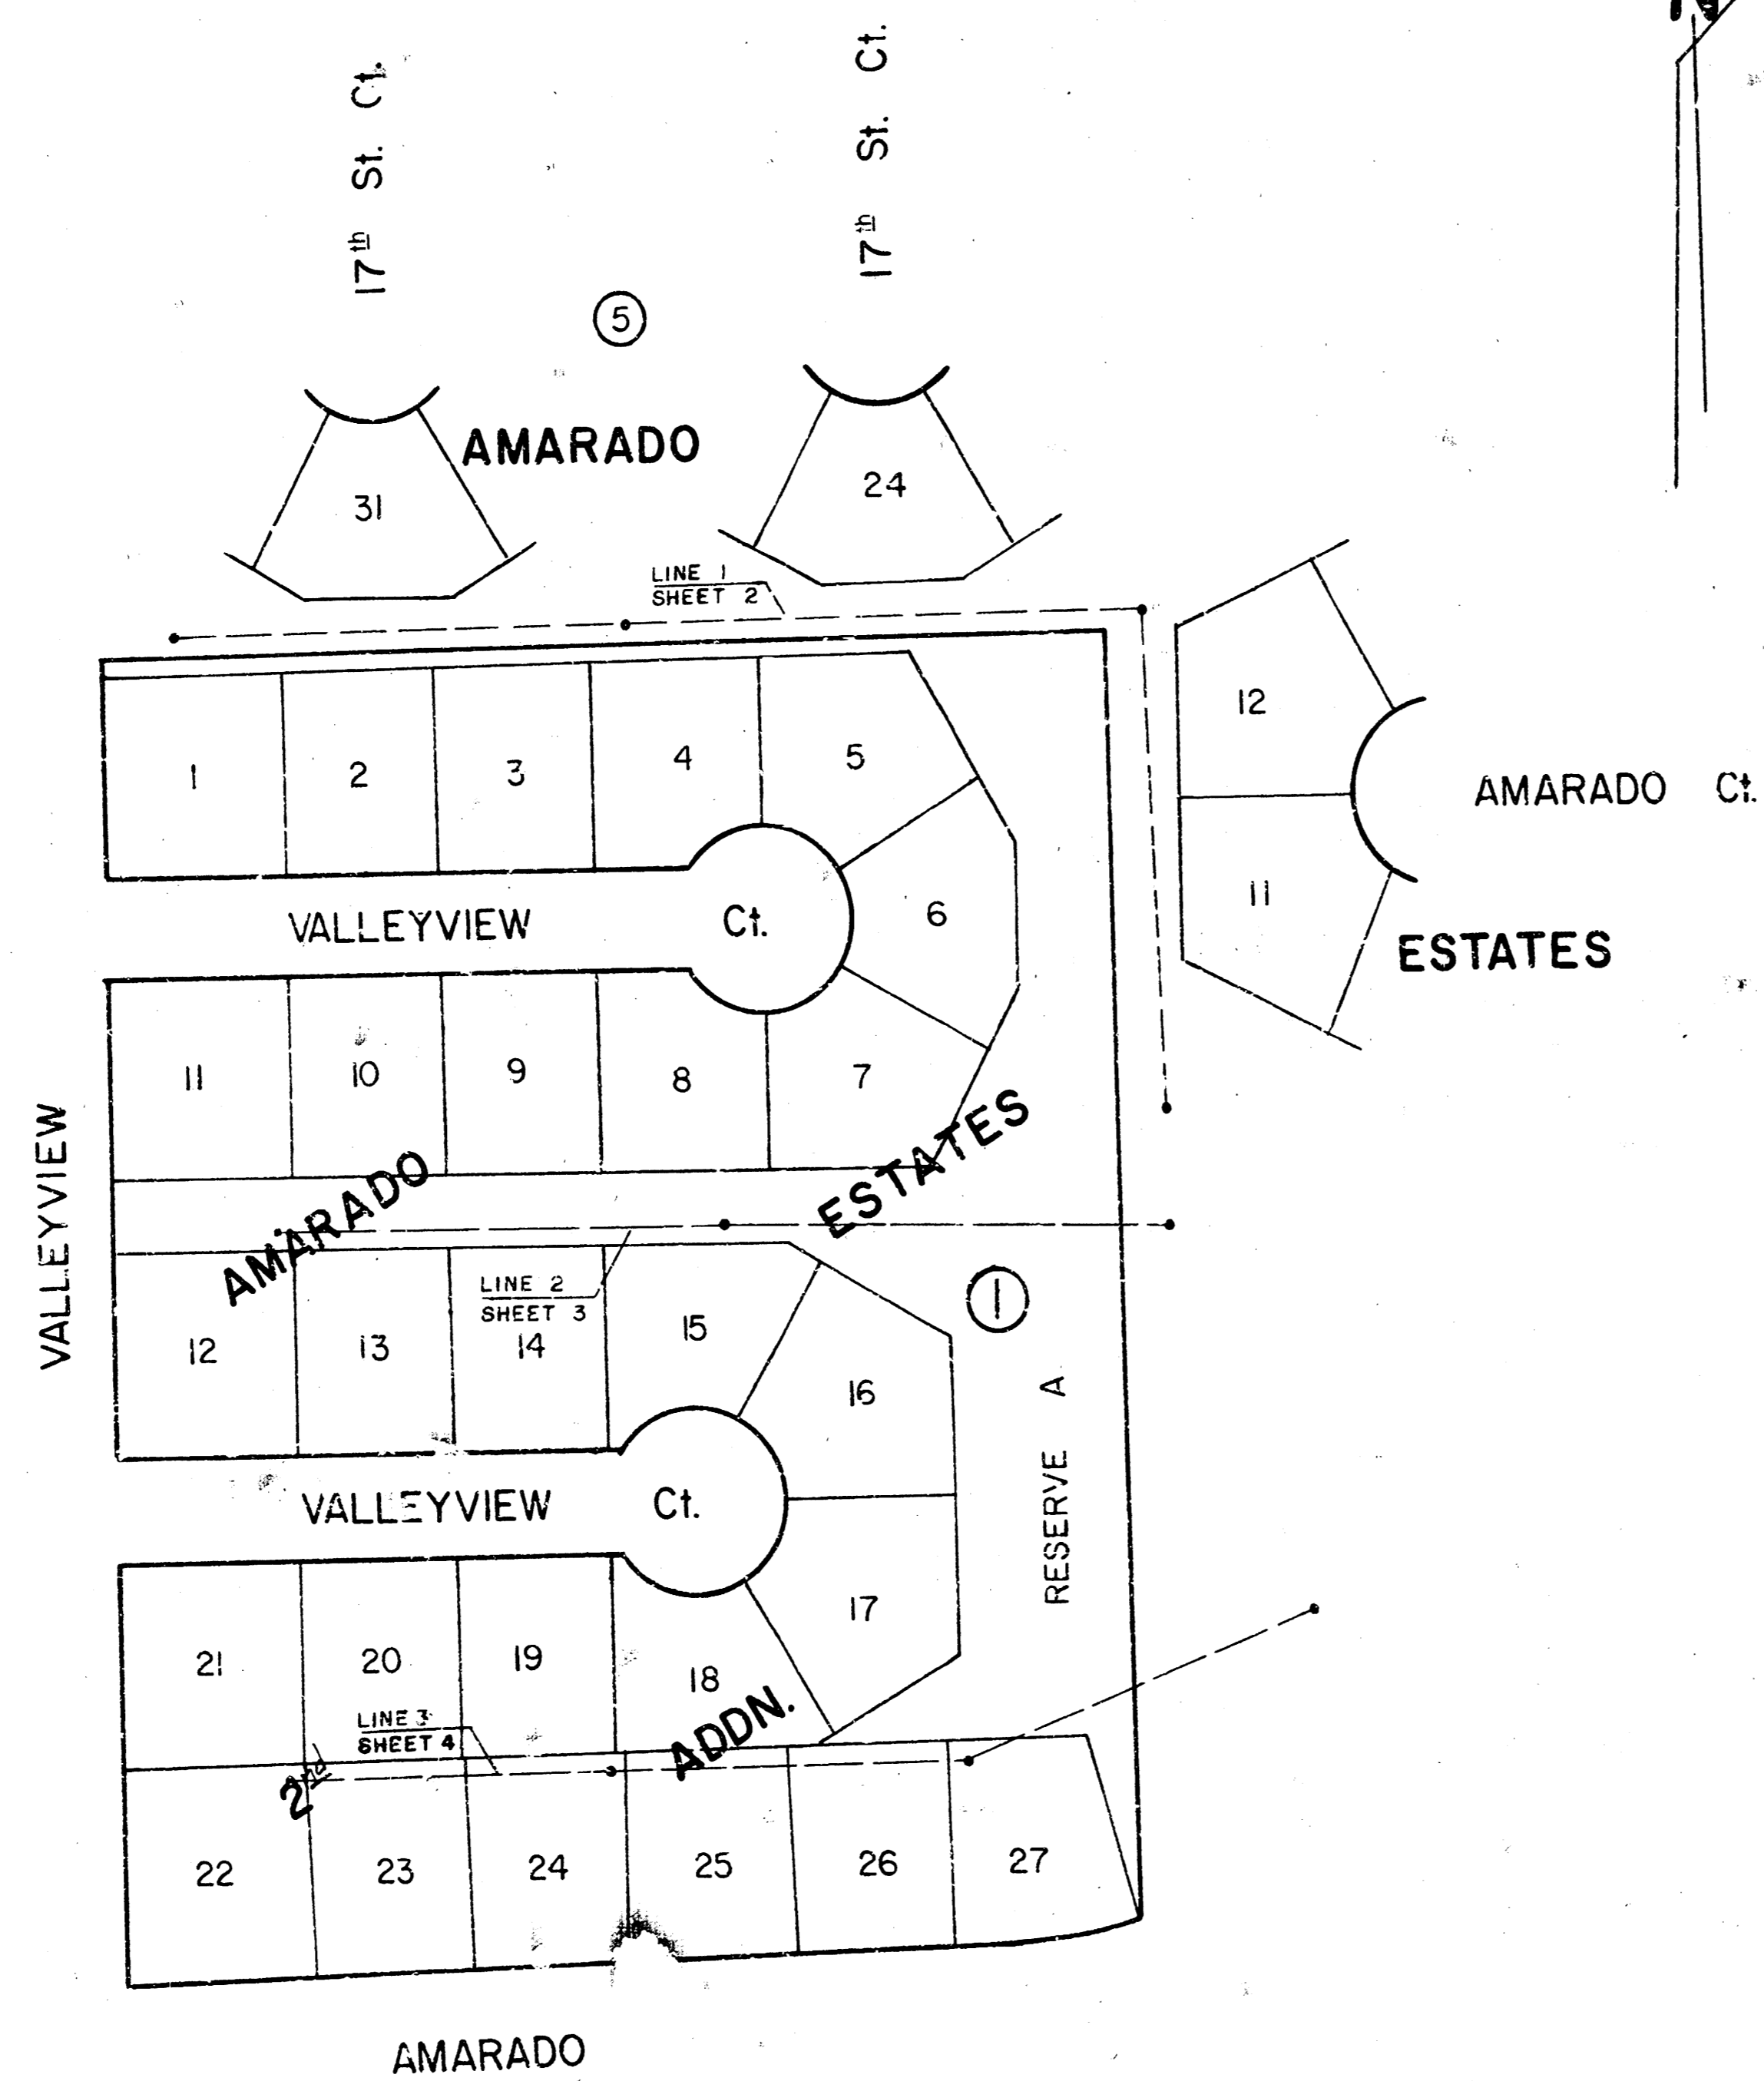 N
17th St. Ct.
17th St. Ct.
5
AMARADO
31
24
LINE 1
SHEET 2
12
AMARADO Ct.
11
ESTATES
1
2
3
4
5
6
VALLEYVIEW Ct.
11
10
9
8
7
VALLEYVIEW
AMARADO ESTATES
LINE 2
SHEET 3
12
13
14
15
16
1
RESERVE A
VALLEYVIEW Ct.
17
21
20
19
18
LINE 3
SHEET 4
2nd ADDN.
22
23
24
25
26
27
AMARADO